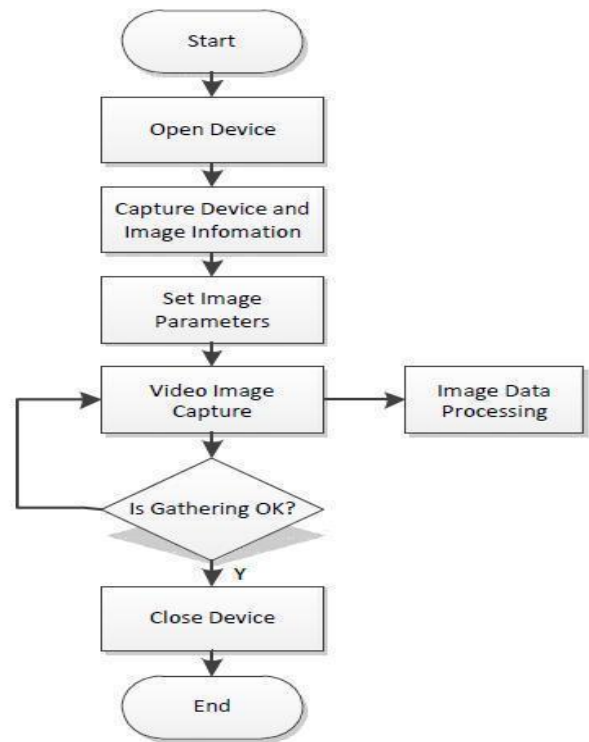 Start
Open Device
Capture Device and
Image Infomation
Set Image
Parameters
Video Image
Capture
Image Data
Processing
Is Gathering OK?
Y
Close Device
End